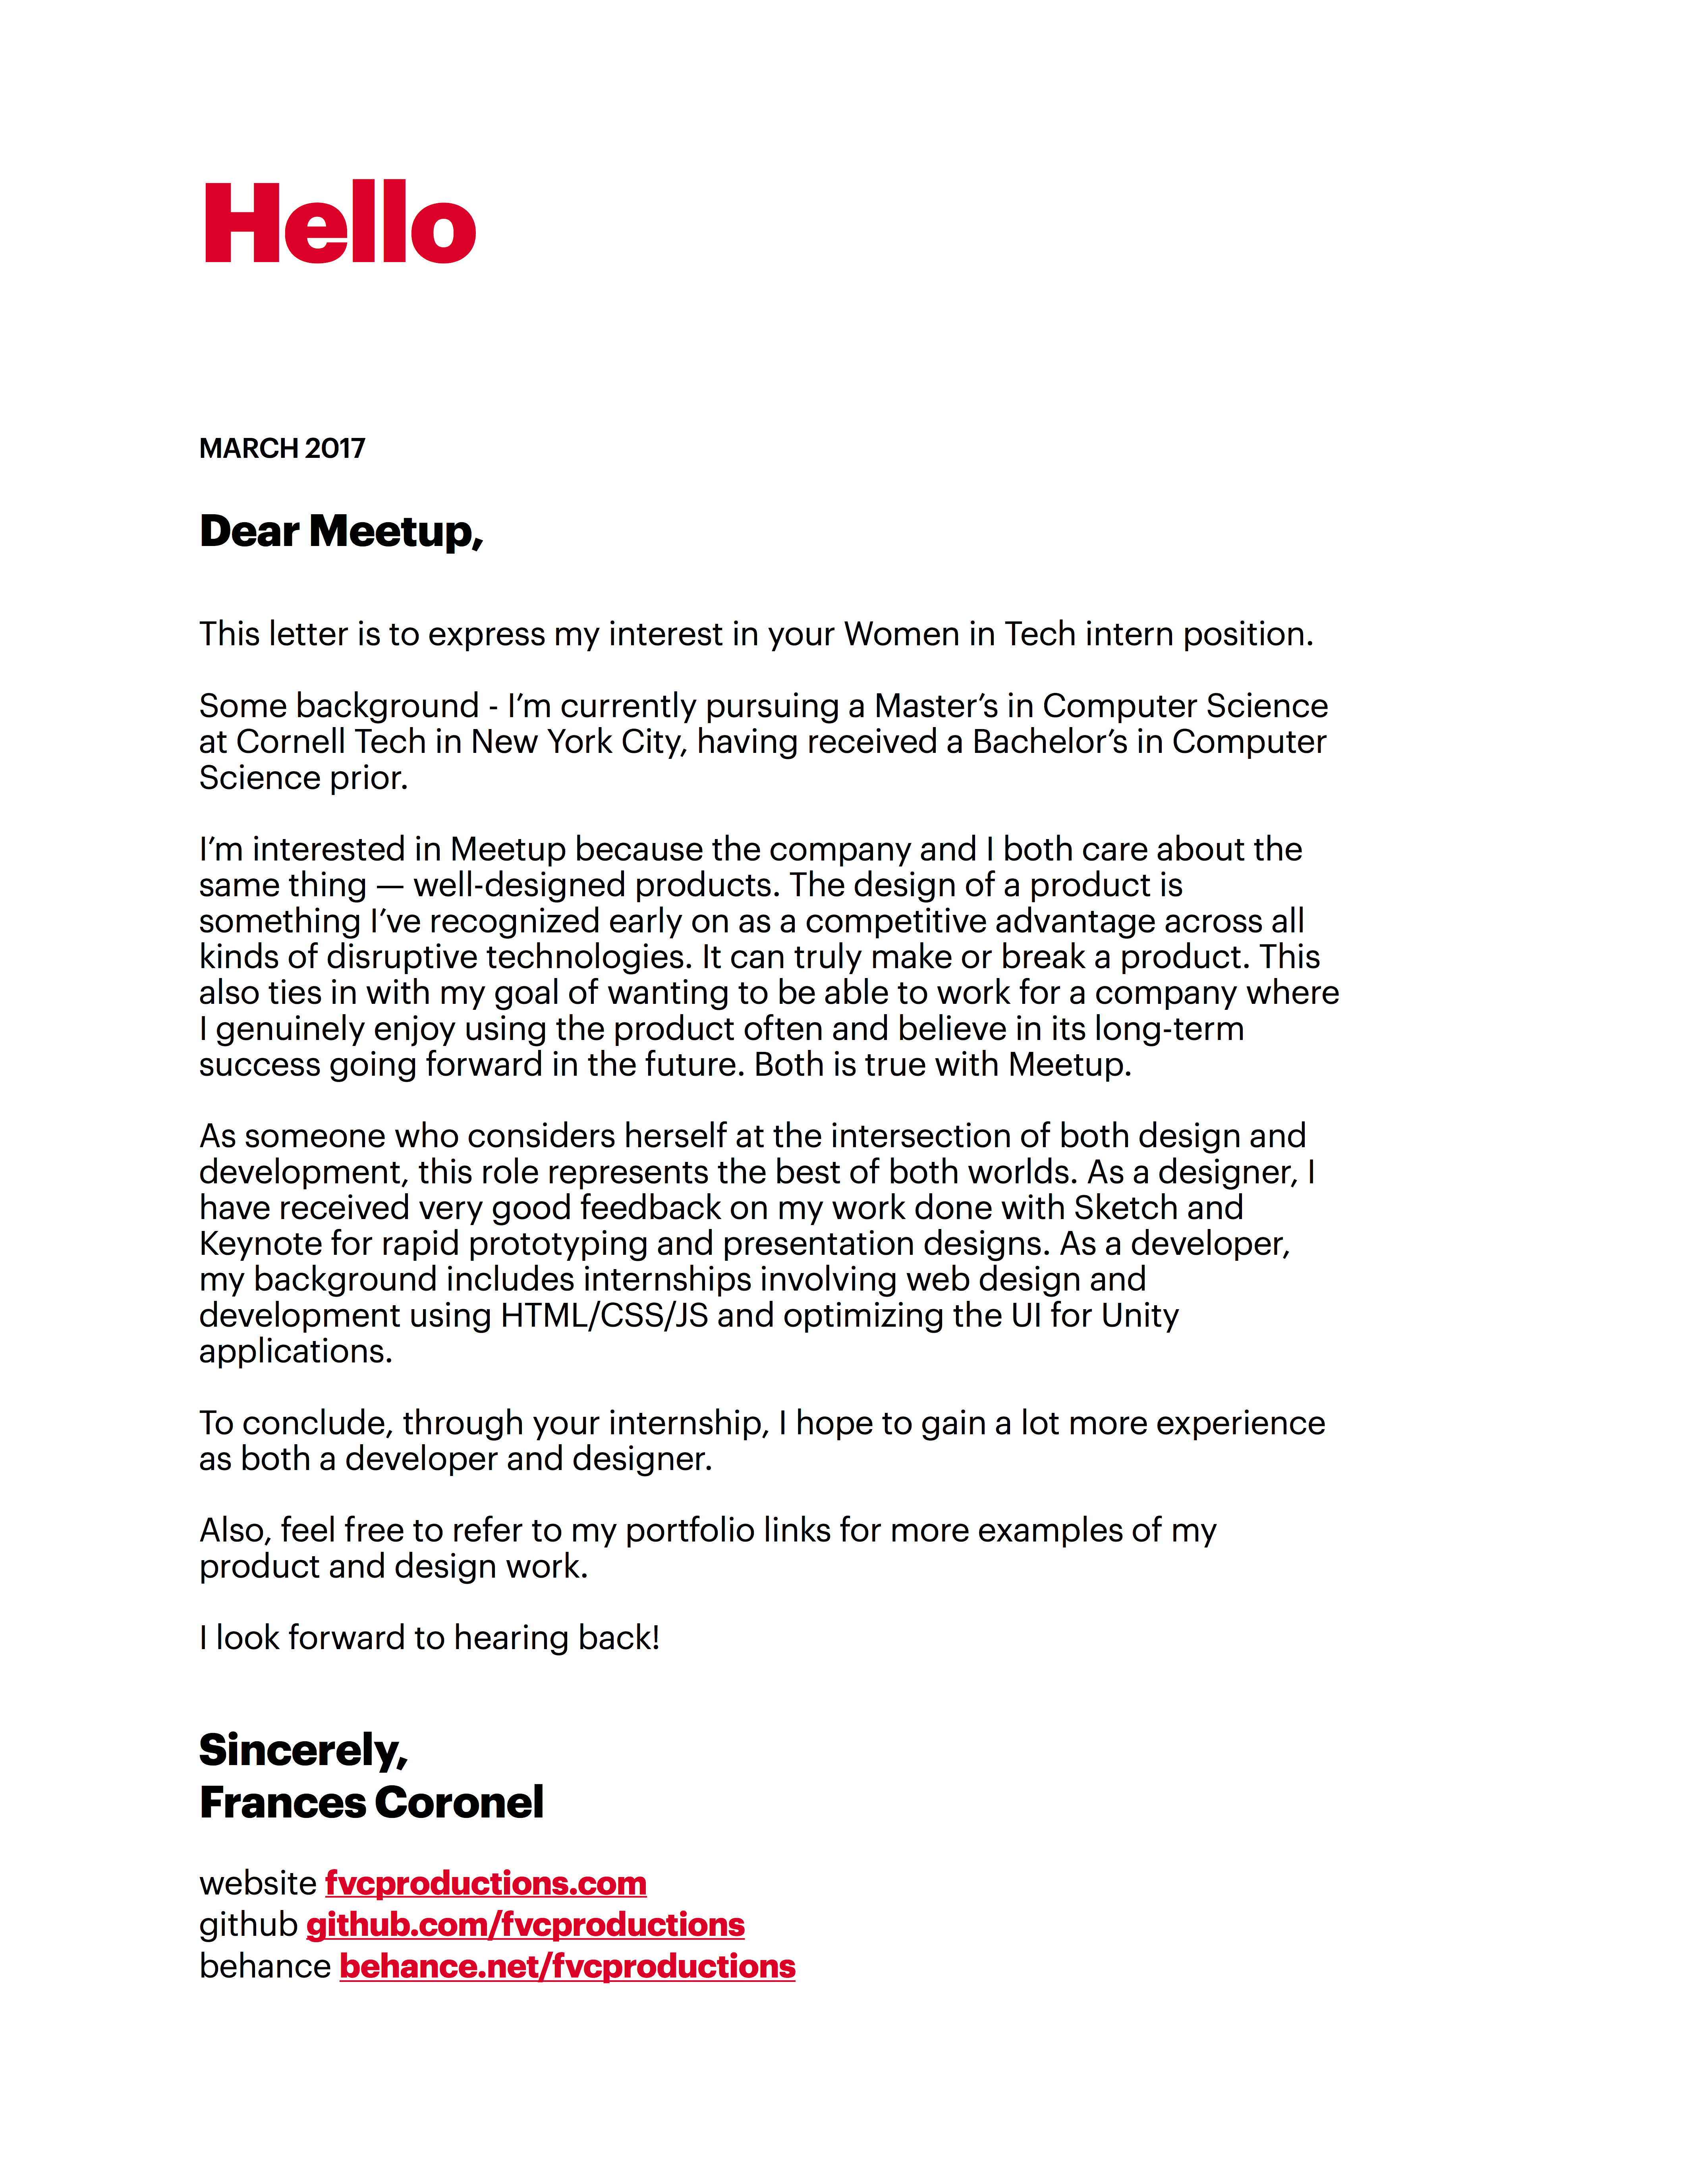 Hello
MARCH 2017
Dear Meetup,
This letter is to express my interest in your Women in Tech intern position.
Some background - I’m currently pursuing a Master’s in Computer Science
at Cornell Tech in New York City, having received a Bachelor’s in Computer
Science prior.
I’m interested in Meetup because the company and I both care about the
same thing — well-designed products. The design of a product is
something I’ve recognized early on as a competitive advantage across all
kinds of disruptive technologies. It can truly make or break a product. This
also ties in with my goal of wanting to be able to work for a company where
I genuinely enjoy using the product often and believe in its long-term
success going forward in the future. Both is true with Meetup.
As someone who considers herself at the intersection of both design and
development, this role represents the best of both worlds. As a designer, I
have received very good feedback on my work done with Sketch and
Keynote for rapid prototyping and presentation designs. As a developer,
my background includes internships involving web design and
development using HTML/CSS/JS and optimizing the UI for Unity
applications.
To conclude, through your internship, I hope to gain a lot more experience
as both a developer and designer.
Also, feel free to refer to my portfolio links for more examples of my
product and design work.
I look forward to hearing back!
Sincerely,
Frances Coronel
website fvcproductions.com
github github.com/fvcproductions
behance behance.net/fvcproductions